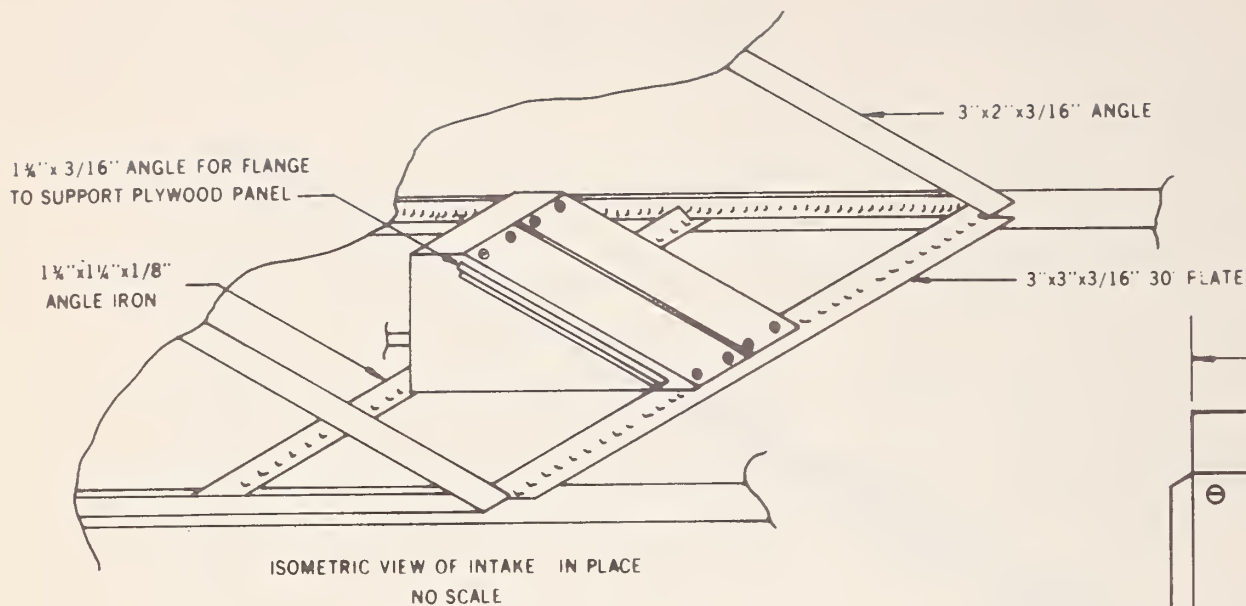 3"x2"x3/16" ANGLE
1¼"x 3/16" ANGLE FOR FLANGE
TO SUPPORT PLYWOOD PANEL
1¼"x1¼"x1/8"
ANGLE IRON
3"x3"x3/16" 30 PLATE
ISOMETRIC VIEW OF INTAKE IN PLACE
NO SCALE